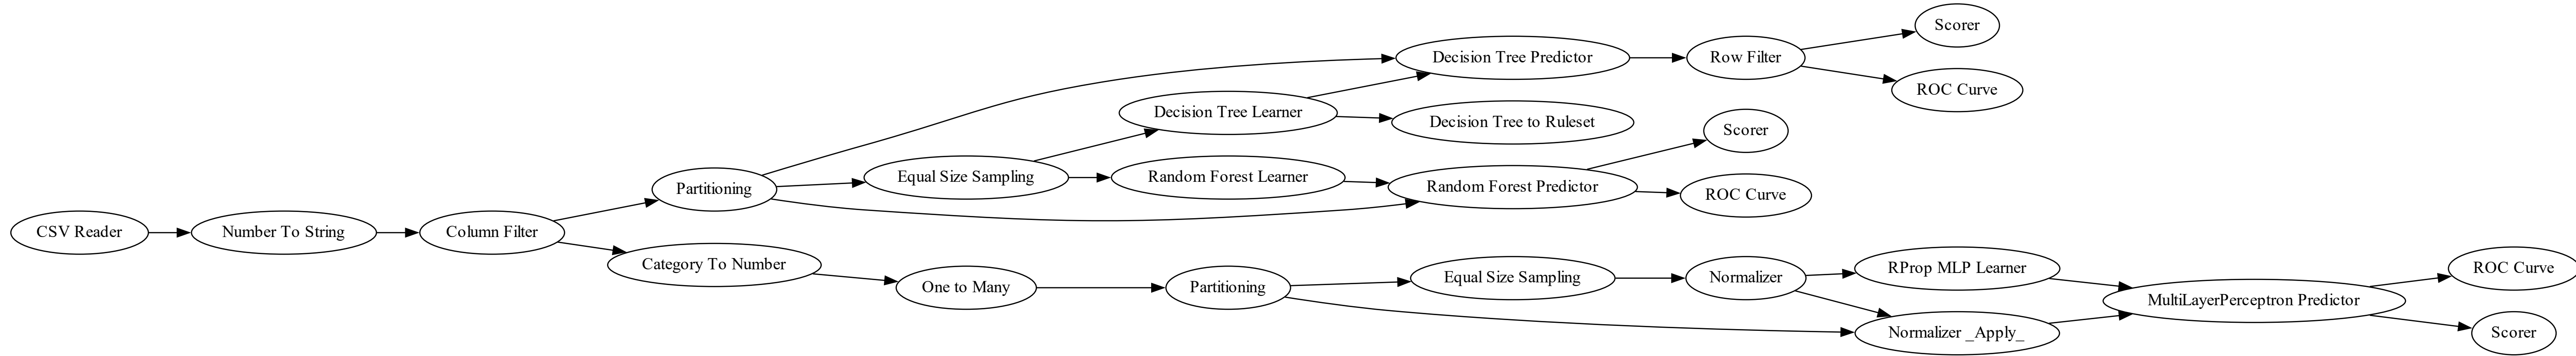 CSV Reader
Number To String
Column Filter
Partitioning
Equal Size Sampling
Decision Tree Learner
Decision Tree Predictor
Row Filter
Scorer
ROC Curve
Decision Tree to Ruleset
Random Forest Learner
Random Forest Predictor
Scorer
ROC Curve
Category To Number
One to Many
Partitioning
Equal Size Sampling
Normalizer
RProp MLP Learner
Normalizer _Apply_
MultiLayerPerceptron Predictor
ROC Curve
Scorer